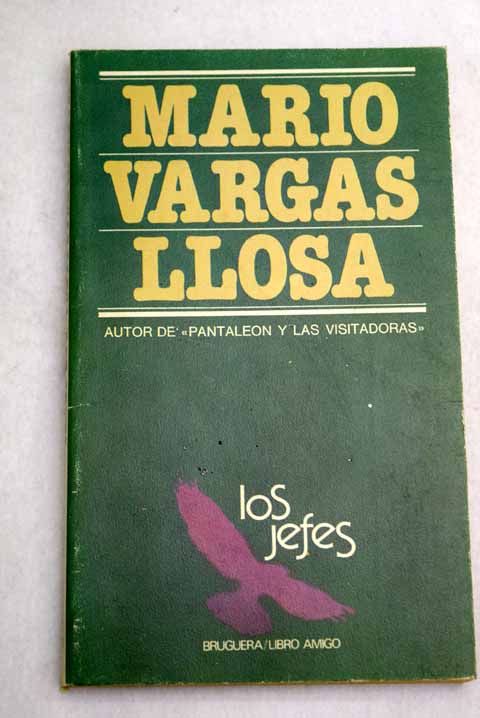 MARIO
VARGAS
LLOSA
AUTOR DE «PANTALEON Y LAS VISITADORAS»
los
jefes
BRUGUERA/LIBRO AMIGO